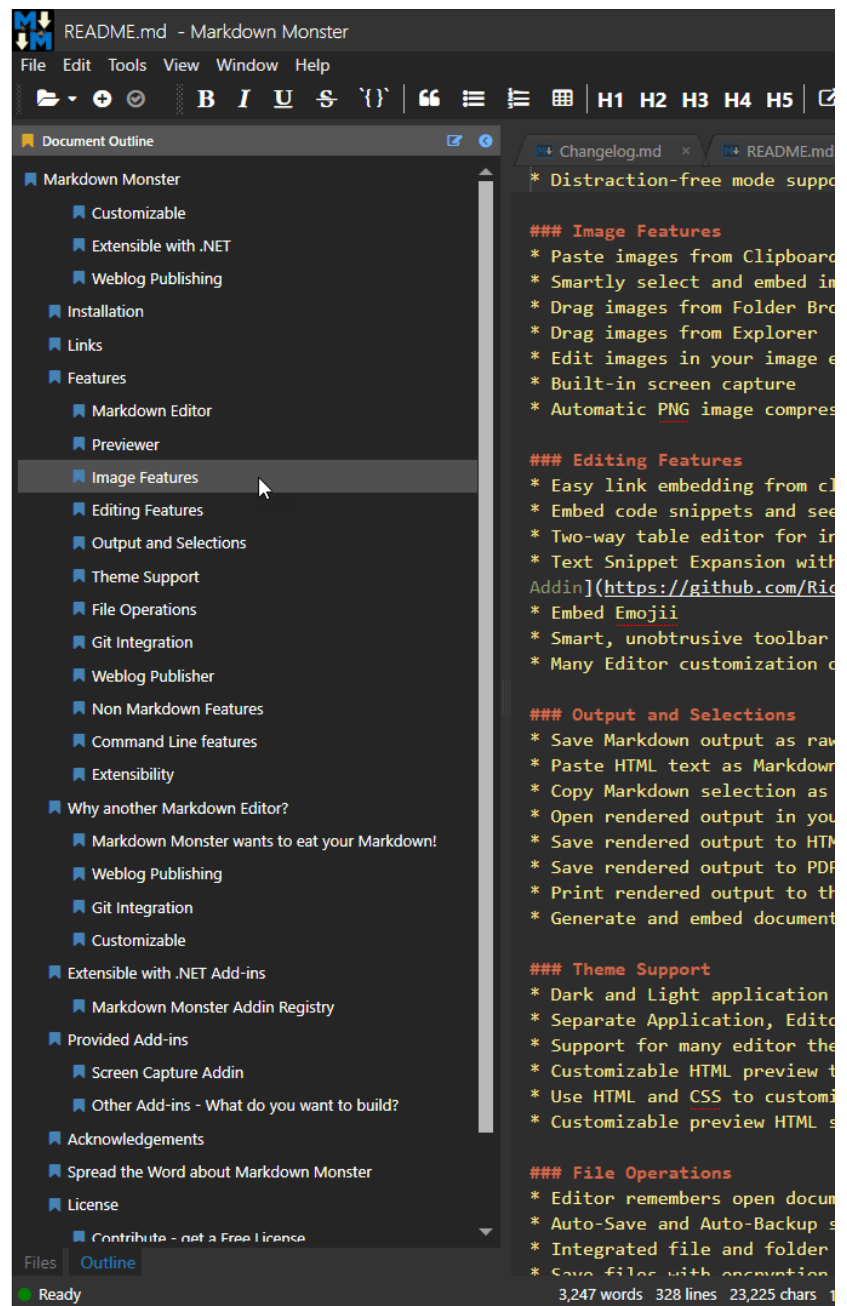 README.md - Markdown Monster
File Edit Tools View Window Help
B I U S `{}` H1 H2 H3 H4 H5
Document Outline
Markdown Monster
Customizable
Extensible with .NET
Weblog Publishing
Installation
Links
Features
Markdown Editor
Previewer
Image Features
Editing Features
Output and Selections
Theme Support
File Operations
Git Integration
Weblog Publisher
Non Markdown Features
Command Line features
Extensibility
Why another Markdown Editor?
Markdown Monster wants to eat your Markdown!
Weblog Publishing
Git Integration
Customizable
Extensible with .NET Add-ins
Markdown Monster Addin Registry
Provided Add-ins
Screen Capture Addin
Other Add-ins - What do you want to build?
Acknowledgements
Spread the Word about Markdown Monster
License
Contribute - get a Free License
Files Outline
Changelog.md × README.md
* Distraction-free mode suppo
### Image Features
* Paste images from Clipboard
* Smartly select and embed im
* Drag images from Folder Bro
* Drag images from Explorer
* Edit images in your image e
* Built-in screen capture
* Automatic PNG image compres
### Editing Features
* Easy link embedding from cl
* Embed code snippets and see
* Two-way table editor for in
* Text Snippet Expansion with
Addin](https://github.com/Ric
* Embed Emojii
* Smart, unobtrusive toolbar
* Many Editor customization o
### Output and Selections
* Save Markdown output as raw
* Paste HTML text as Markdown
* Copy Markdown selection as
* Open rendered output in you
* Save rendered output to HTM
* Save rendered output to PDF
* Print rendered output to th
* Generate and embed document
### Theme Support
* Dark and Light application
* Separate Application, Edito
* Support for many editor the
* Customizable HTML preview t
* Use HTML and CSS to customi
* Customizable preview HTML s
### File Operations
* Editor remembers open docum
* Auto-Save and Auto-Backup s
* Integrated file and folder
* Save files with encryption
Ready 3,247 words 328 lines 23,225 chars 1